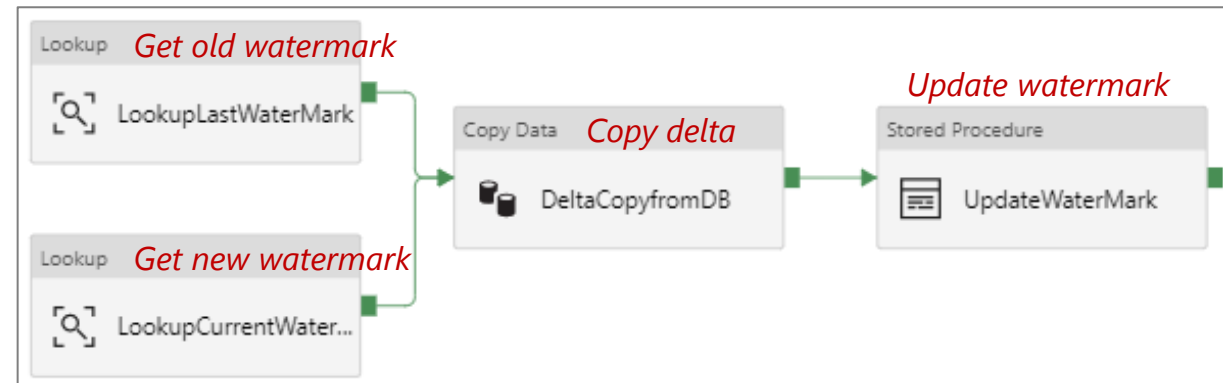 Lookup Get old watermark
LookupLastWaterMark
Lookup Get new watermark
LookupCurrentWater...
Copy Data Copy delta
DeltaCopyfromDB
Update watermark
Stored Procedure
UpdateWaterMark